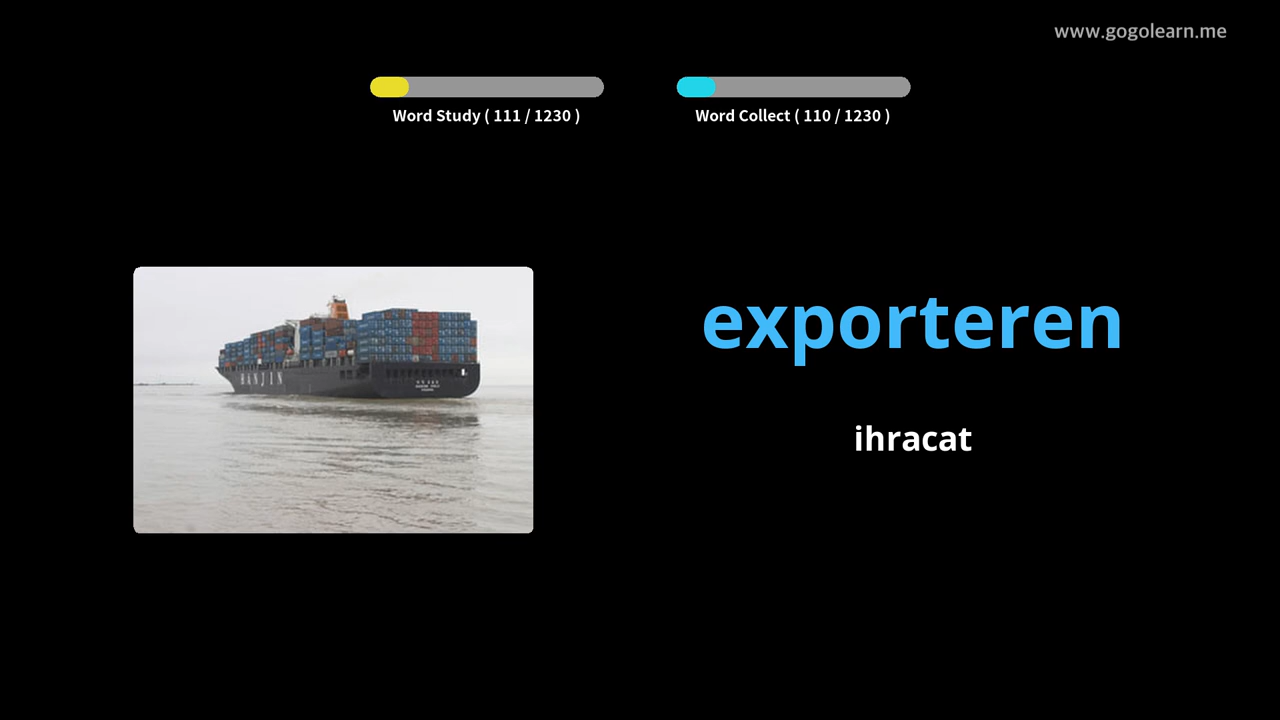 www.gogolearn.me
Word Study ( 111 / 1230 )
Word Collect ( 110 / 1230 )
HANJIN
exporteren
ihracat